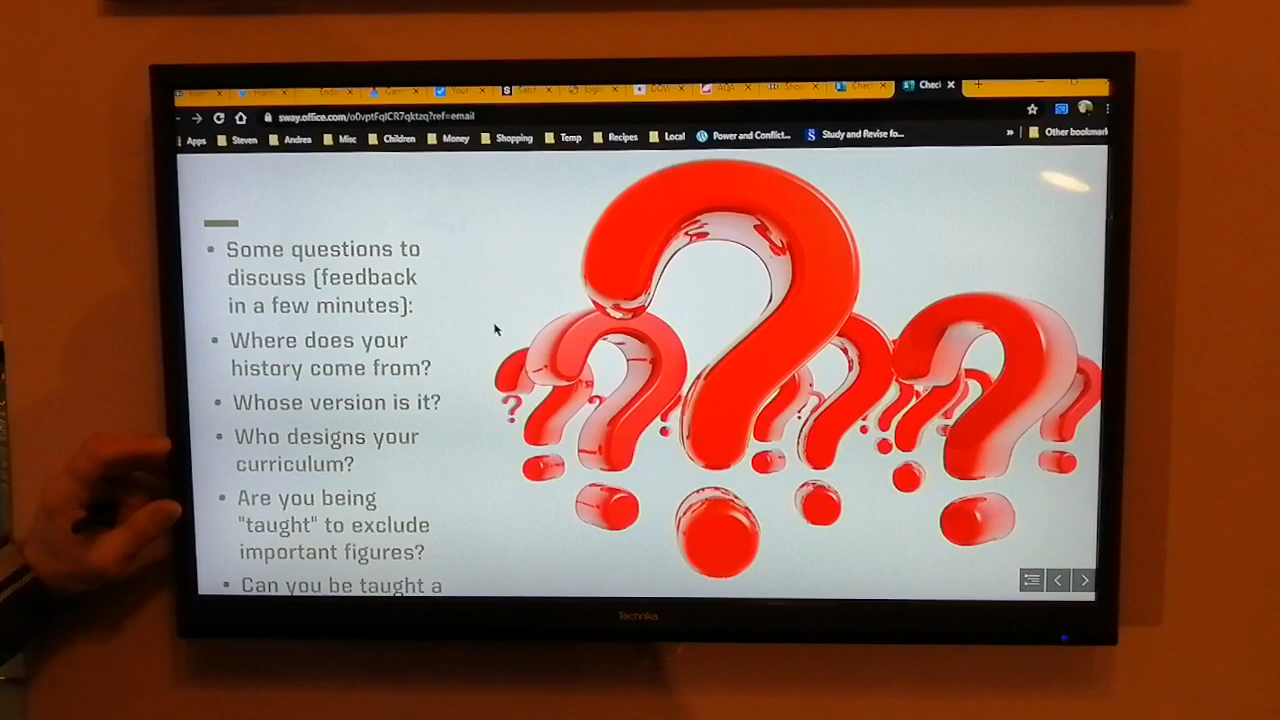 Checl
sway.office.com/o0vptFqlCR7qktzq?ref=email
Apps Steven Andrea Misc Children Money Shopping Temp Recipes Local Power and Conflict... Study and Revise fo... » Other bookmark
• Some questions to
discuss (feedback
in a few minutes):
• Where does your
history come from?
• Whose version is it?
• Who designs your
curriculum?
• Are you being
"taught" to exclude
important figures?
• Can you be taught a
Technika